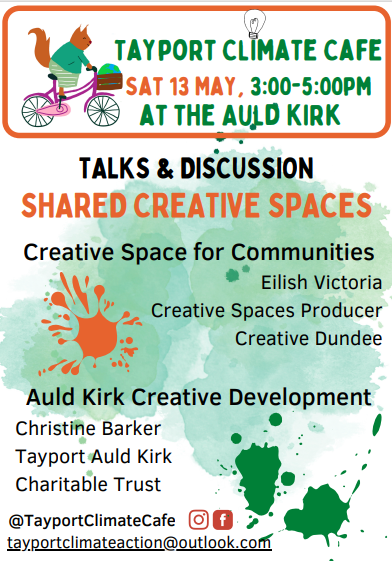 TAYPORT CLIMATE CAFE
SAT 13 MAY, 3:00-5:00PM
AT THE AULD KIRK
TALKS & DISCUSSION
SHARED CREATIVE SPACES
Creative Space for Communities
Eilish Victoria
Creative Spaces Producer
Creative Dundee
Auld Kirk Creative Development
Christine Barker
Tayport Auld Kirk
Charitable Trust
@TayportClimateCafe
tayportclimateaction@outlook.com